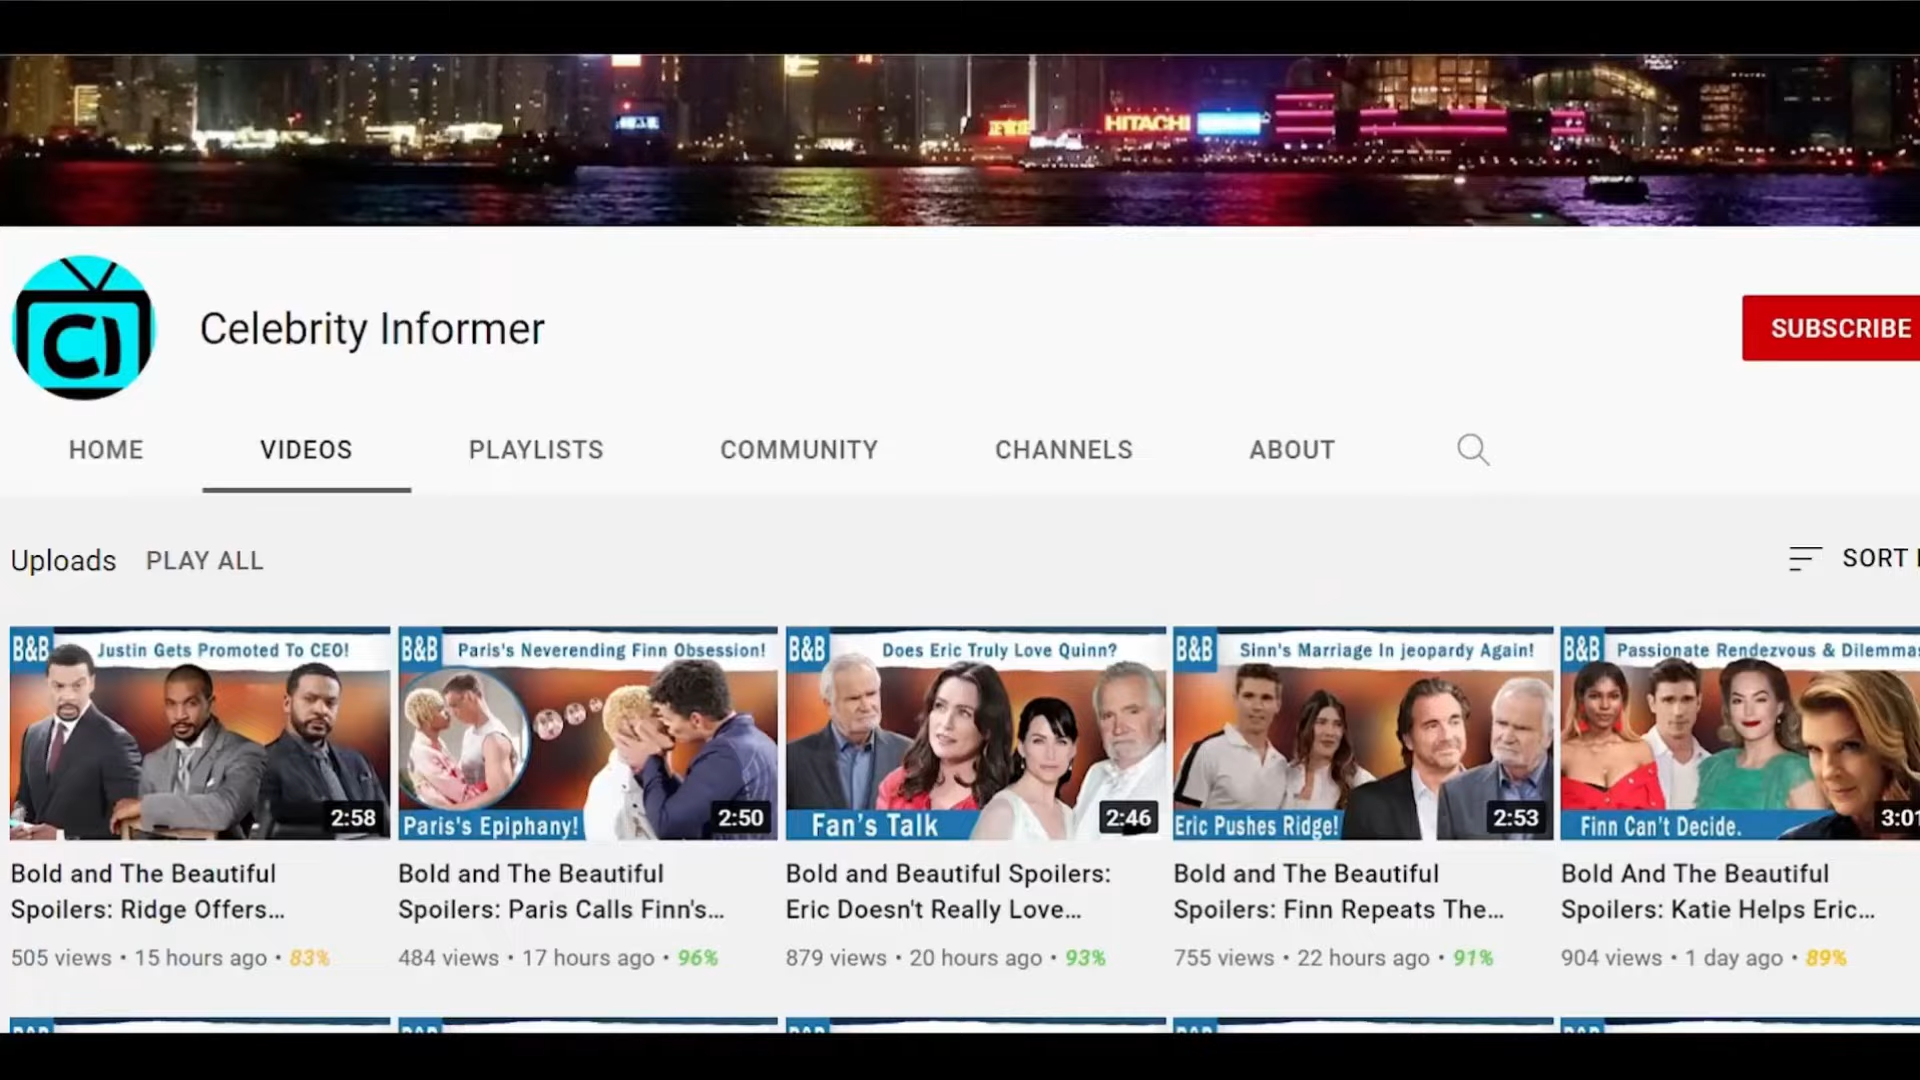 正官庄
HITACHI
CI
Celebrity Informer
SUBSCRIBE
HOME
VIDEOS
PLAYLISTS
COMMUNITY
CHANNELS
ABOUT
Uploads
PLAY ALL
SORT
B&B
Justin Gets Promoted To CEO!
2:58
B&B
Paris's Neverending Finn Obsession!
Paris's Epiphany!
2:50
B&B
Does Eric Truly Love Quinn?
Fan's Talk
2:46
B&B
Sinn's Marriage In jeopardy Again!
Eric Pushes Ridge!
2:53
B&B
Passionate Rendezvous & Dilemmas
Finn Can't Decide.
3:01
Bold and The Beautiful
Spoilers: Ridge Offers...
505 views • 15 hours ago • 83%
Bold and The Beautiful
Spoilers: Paris Calls Finn's...
484 views • 17 hours ago • 96%
Bold and Beautiful Spoilers:
Eric Doesn't Really Love...
879 views • 20 hours ago • 93%
Bold and The Beautiful
Spoilers: Finn Repeats The...
755 views • 22 hours ago • 91%
Bold And The Beautiful
Spoilers: Katie Helps Eric...
904 views • 1 day ago • 89%